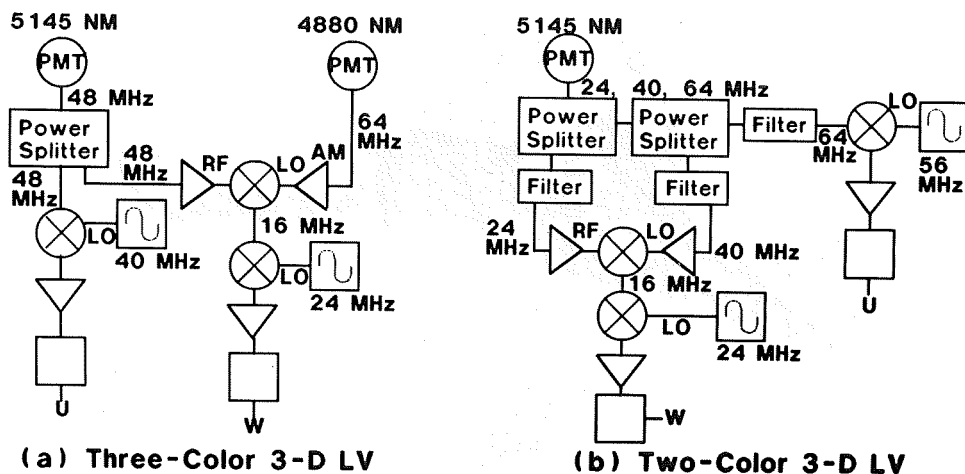 5145 NM
PMT
48 MHz
Power Splitter
48 MHz
48 MHz
LO
40 MHz
U
4880 NM
PMT
64 MHz
AM
RF
LO
16 MHz
LO
24 MHz
W
(a) Three-Color 3-D LV
5145 NM
PMT
24, 40, 64 MHz
Power Splitter
Power Splitter
Filter
64 MHz
LO
56 MHz
U
Filter
Filter
24 MHz
RF
LO
40 MHz
16 MHz
LO
24 MHz
W
(b) Two-Color 3-D LV